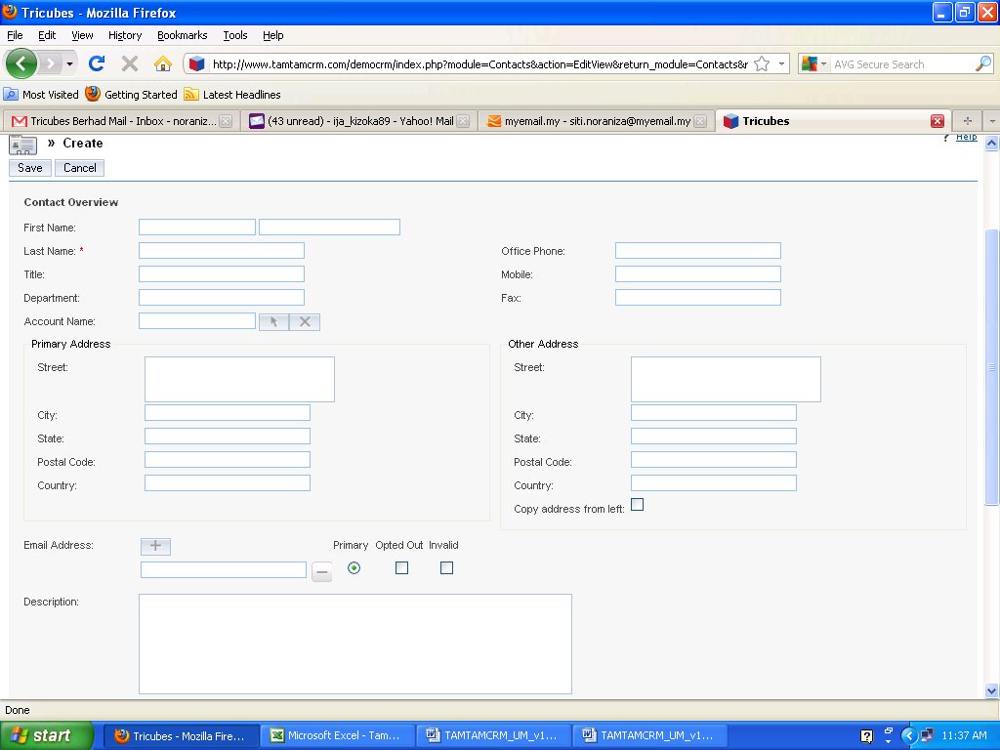 Tricubes - Mozilla Firefox
File Edit View History Bookmarks Tools Help
http://www.tamtamcrm.com/democrm/index.php?module=Contacts&action=EditView&return_module=Contacts&r
AVG Secure Search
Most Visited Getting Started Latest Headlines
Tricubes Berhad Mail - Inbox - noraniz... (43 unread) - ija_kizoka89 - Yahoo! Mail myemail.my - siti.noraniza@myemail.my Tricubes
» Create ? Help
Save Cancel
Contact Overview
First Name:
Last Name: * Office Phone:
Title: Mobile:
Department: Fax:
Account Name:
Primary Address Other Address
Street: Street:
City: City:
State: State:
Postal Code: Postal Code:
Country: Country:
Copy address from left:
Email Address: Primary Opted Out Invalid
Description:
Done
start Tricubes - Mozilla Fire... Microsoft Excel - Tam... TAMTAMCRM_UM_v1... TAMTAMCRM_UM_v1... 11:37 AM